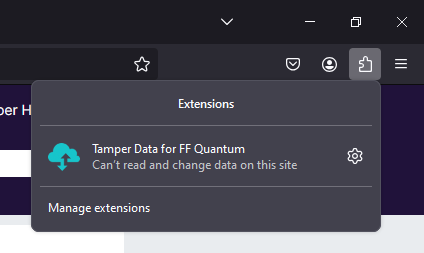 per H
Extensions
Tamper Data for FF Quantum
Can't read and change data on this site
Manage extensions